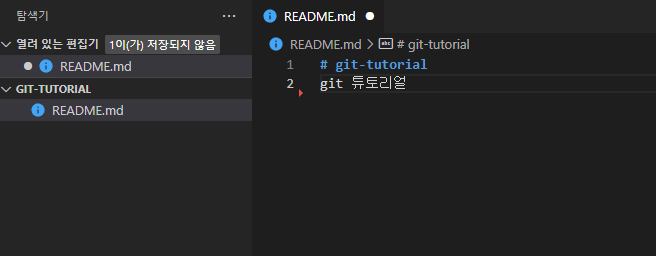 탐색기
열려 있는 편집기 1이(가) 저장되지 않음
README.md
GIT-TUTORIAL
README.md
README.md
README.md > # git-tutorial
1 # git-tutorial
2 git 튜토리얼